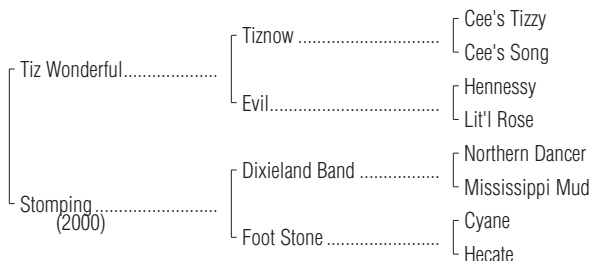 Cee's Tizzy
Tiznow ..............................
Cee's Song
Tiz Wonderful....................
Hennessy
Evil....................................
Lit'l Rose
Northern Dancer
Dixieland Band .................
Mississippi Mud
Stomping ..........................
(2000)
Cyane
Foot Stone ........................
Hecate